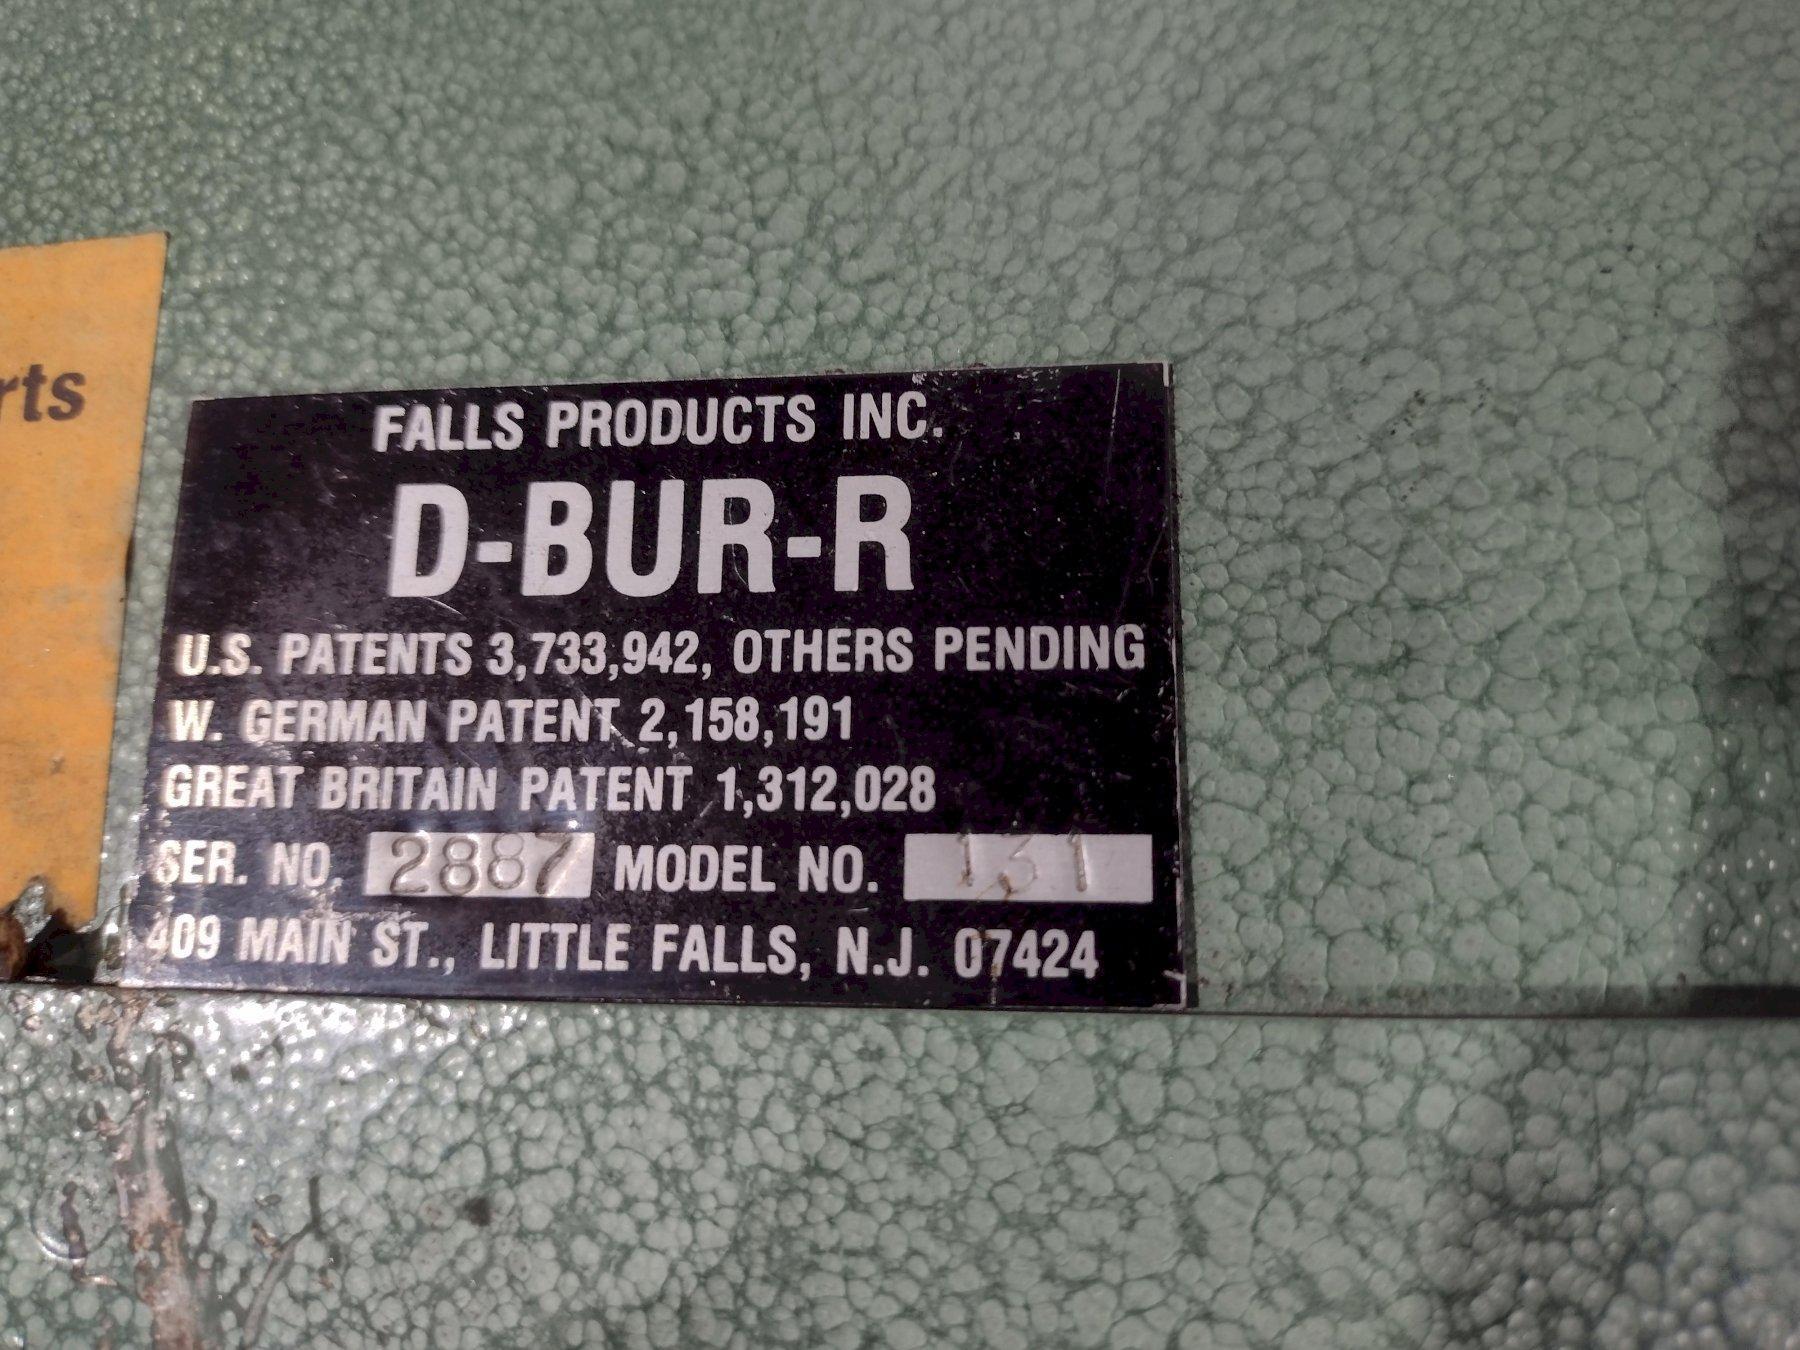 rts
FALLS PRODUCTS INC.
D-BUR-R
U.S. PATENTS 3,733,942, OTHERS PENDING
W. GERMAN PATENT 2,158,191
GREAT BRITAIN PATENT 1,312,028
SER. NO. 2887 MODEL NO. 131
409 MAIN ST., LITTLE FALLS, N.J. 07424